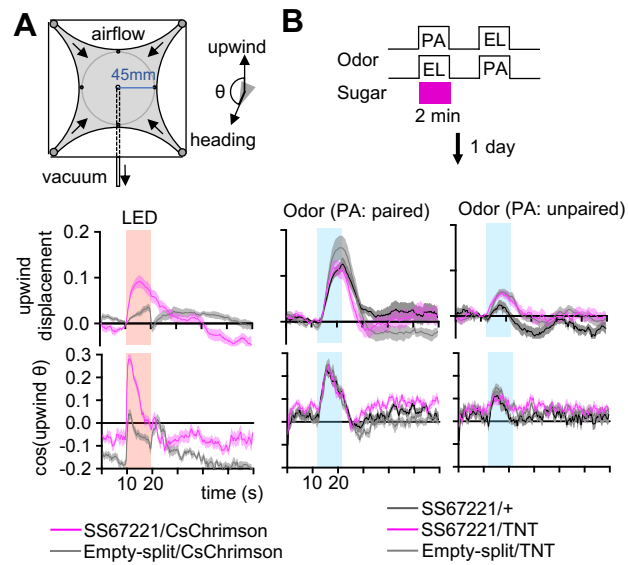 A
airflow
45mm
upwind
θ
heading
vacuum
B
Odor
PA EL
EL PA
Sugar
2 min
1 day
LED
upwind
displacement
0.2
0.1
0.0
cos(upwind θ)
0.3
0.2
0.1
0.0
-0.1
-0.2
10 20
time (s)
Odor (PA: paired)
10 20
Odor (PA: unpaired)
SS67221/CsChrimson
Empty-split/CsChrimson
SS67221/+
SS67221/TNT
Empty-split/TNT